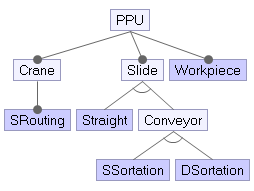 PPU
Crane Slide Workpiece
SRouting Straight Conveyor
SSortation DSortation